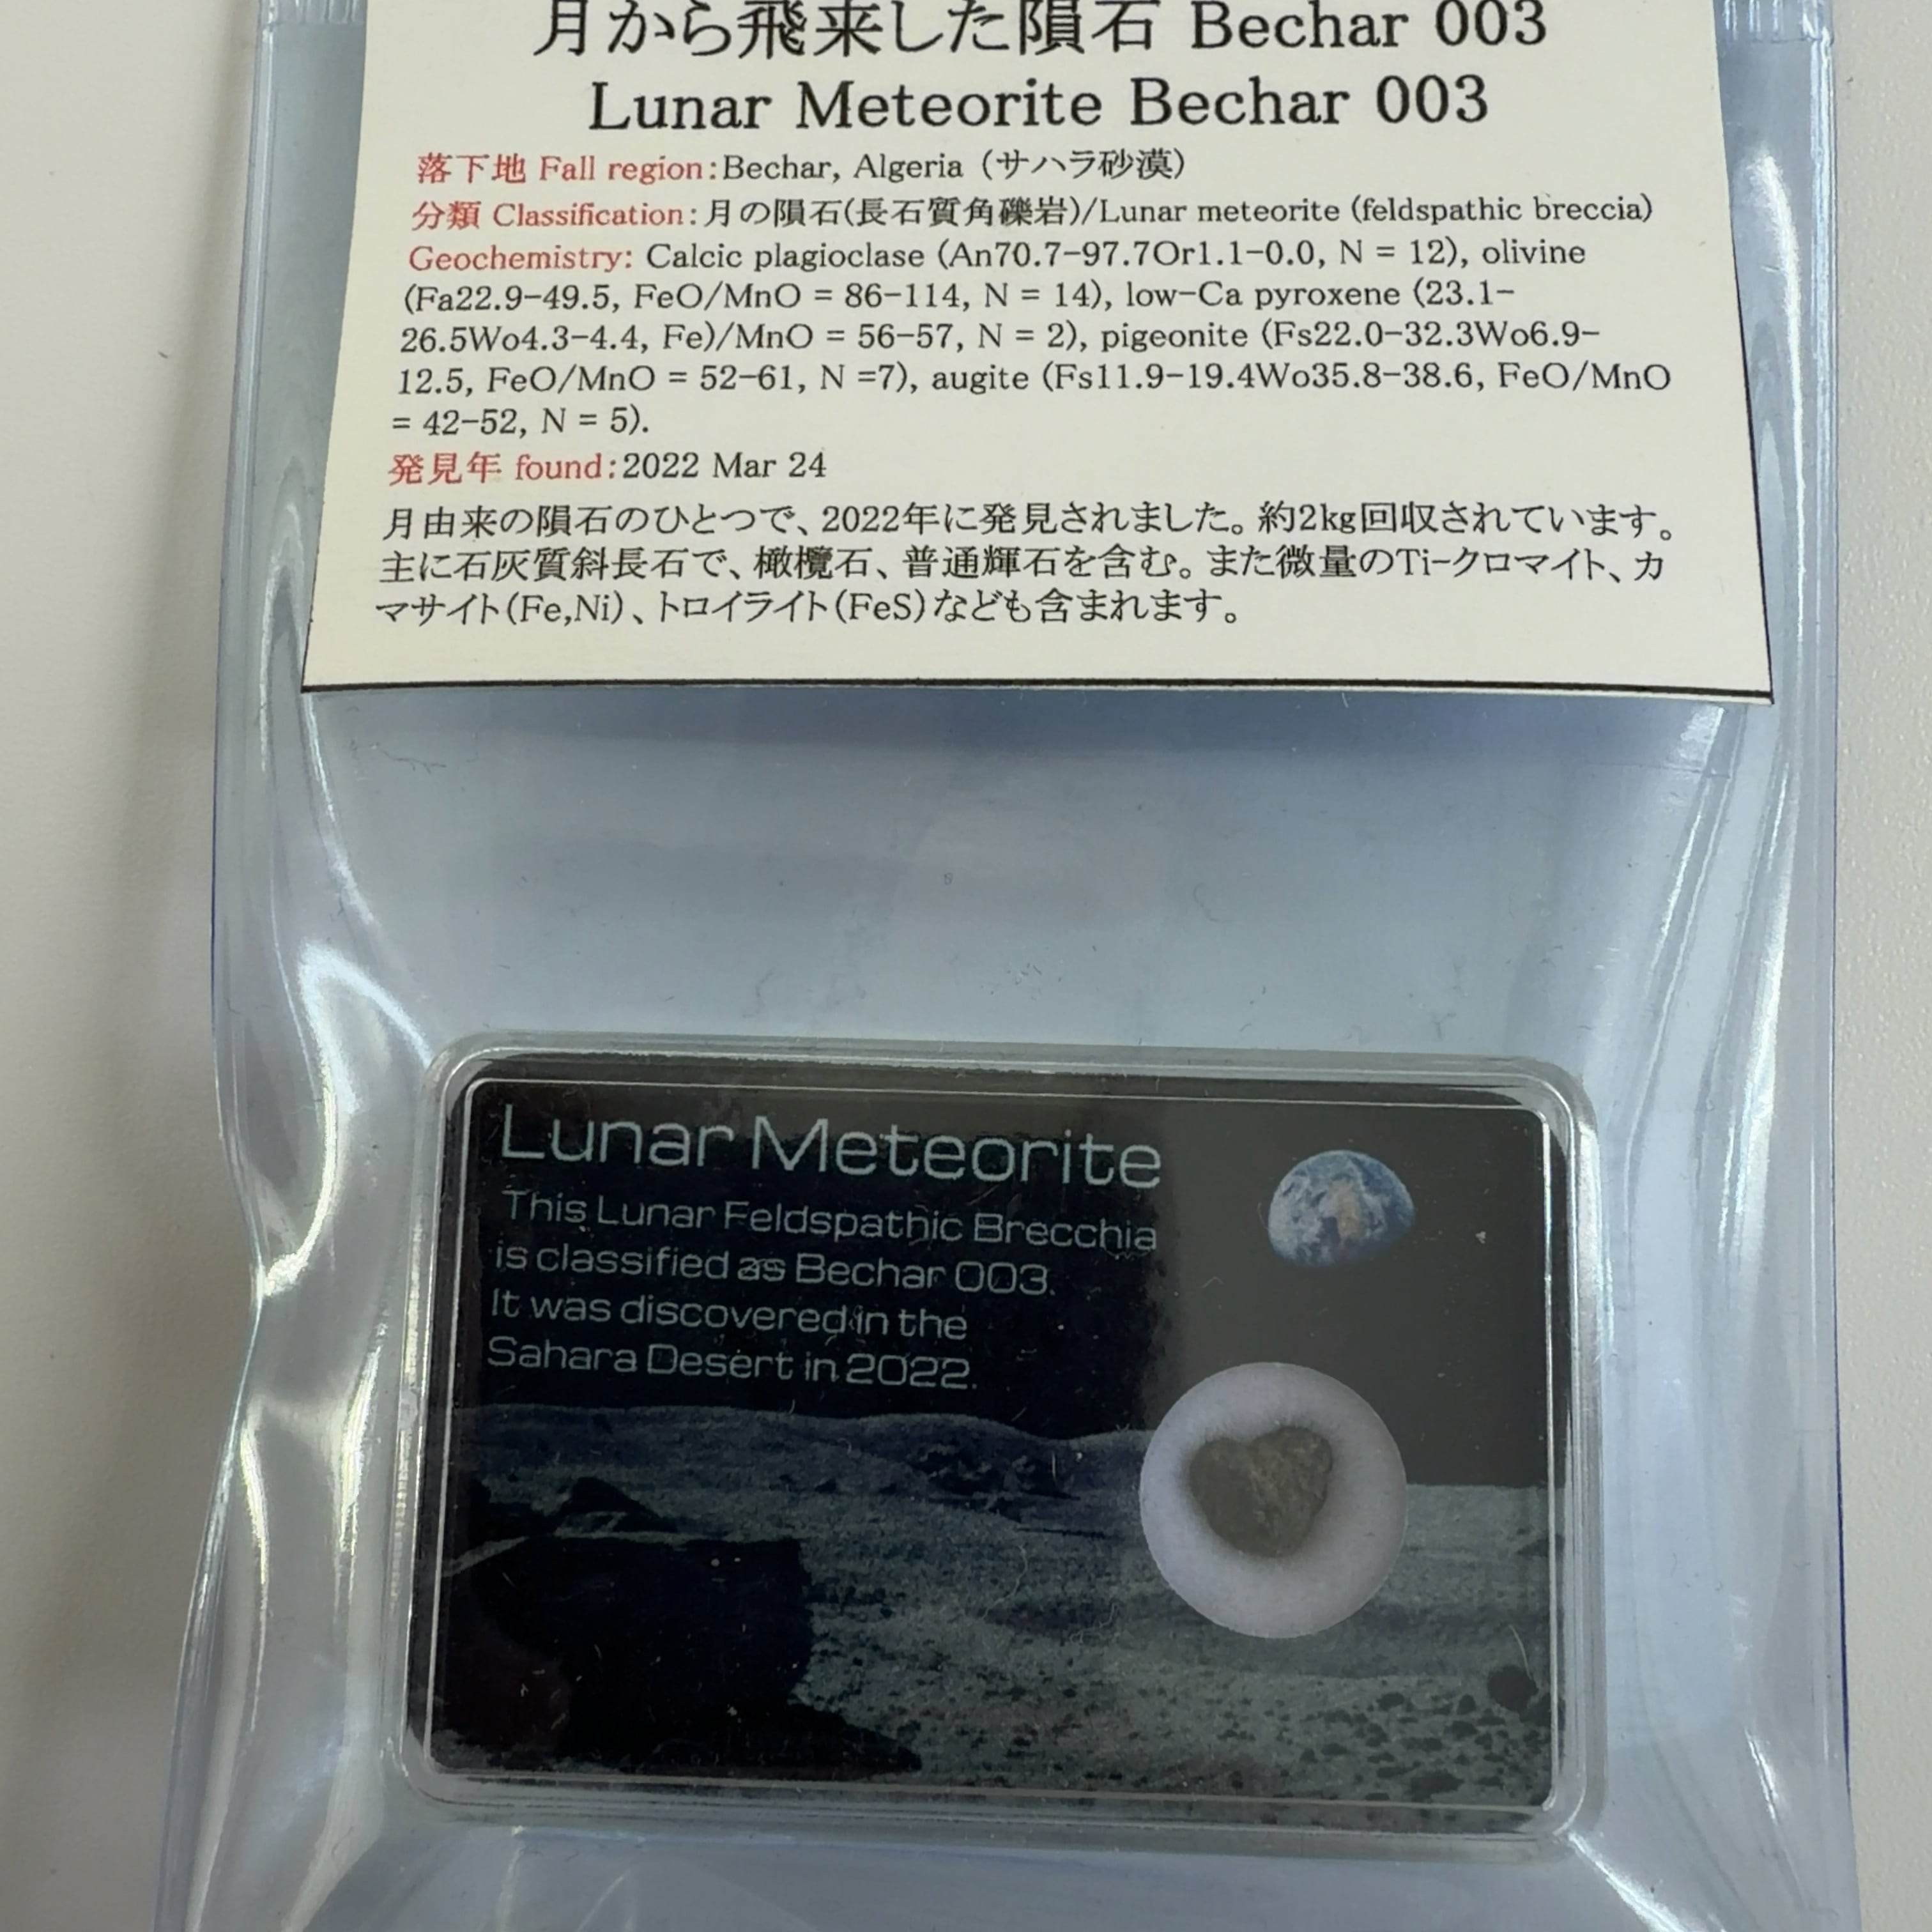 月から飛来した隕石 Bechar 003
Lunar Meteorite Bechar 003
落下地 Fall region:Bechar, Algeria (サハラ砂漠)
分類 Classification:月の隕石(長石質角礫岩)/Lunar meteorite (feldspathic breccia)
Geochemistry: Calcic plagioclase (An70.7-97.7Or1.1-0.0, N = 12), olivine
(Fa22.9-49.5, FeO/MnO = 86-114, N = 14), low-Ca pyroxene (23.1-
26.5Wo4.3-4.4, Fe)/MnO = 56-57, N = 2), pigeonite (Fs22.0-32.3Wo6.9-
12.5, FeO/MnO = 52-61, N =7), augite (Fs11.9-19.4Wo35.8-38.6, FeO/MnO
= 42-52, N = 5).
発見年 found:2022 Mar 24
月由来の隕石のひとつで、2022年に発見されました。約2kg回収されています。
主に石灰質斜長石で、橄欖石、普通輝石を含む。また微量のTi-クロマイト、カ
マサイト(Fe,Ni)、トロイライト(FeS)なども含まれます。
Lunar Meteorite
This Lunar Feldspathic Brecchia
is classified as Bechar 003.
It was discovered in the
Sahara Desert in 2022.